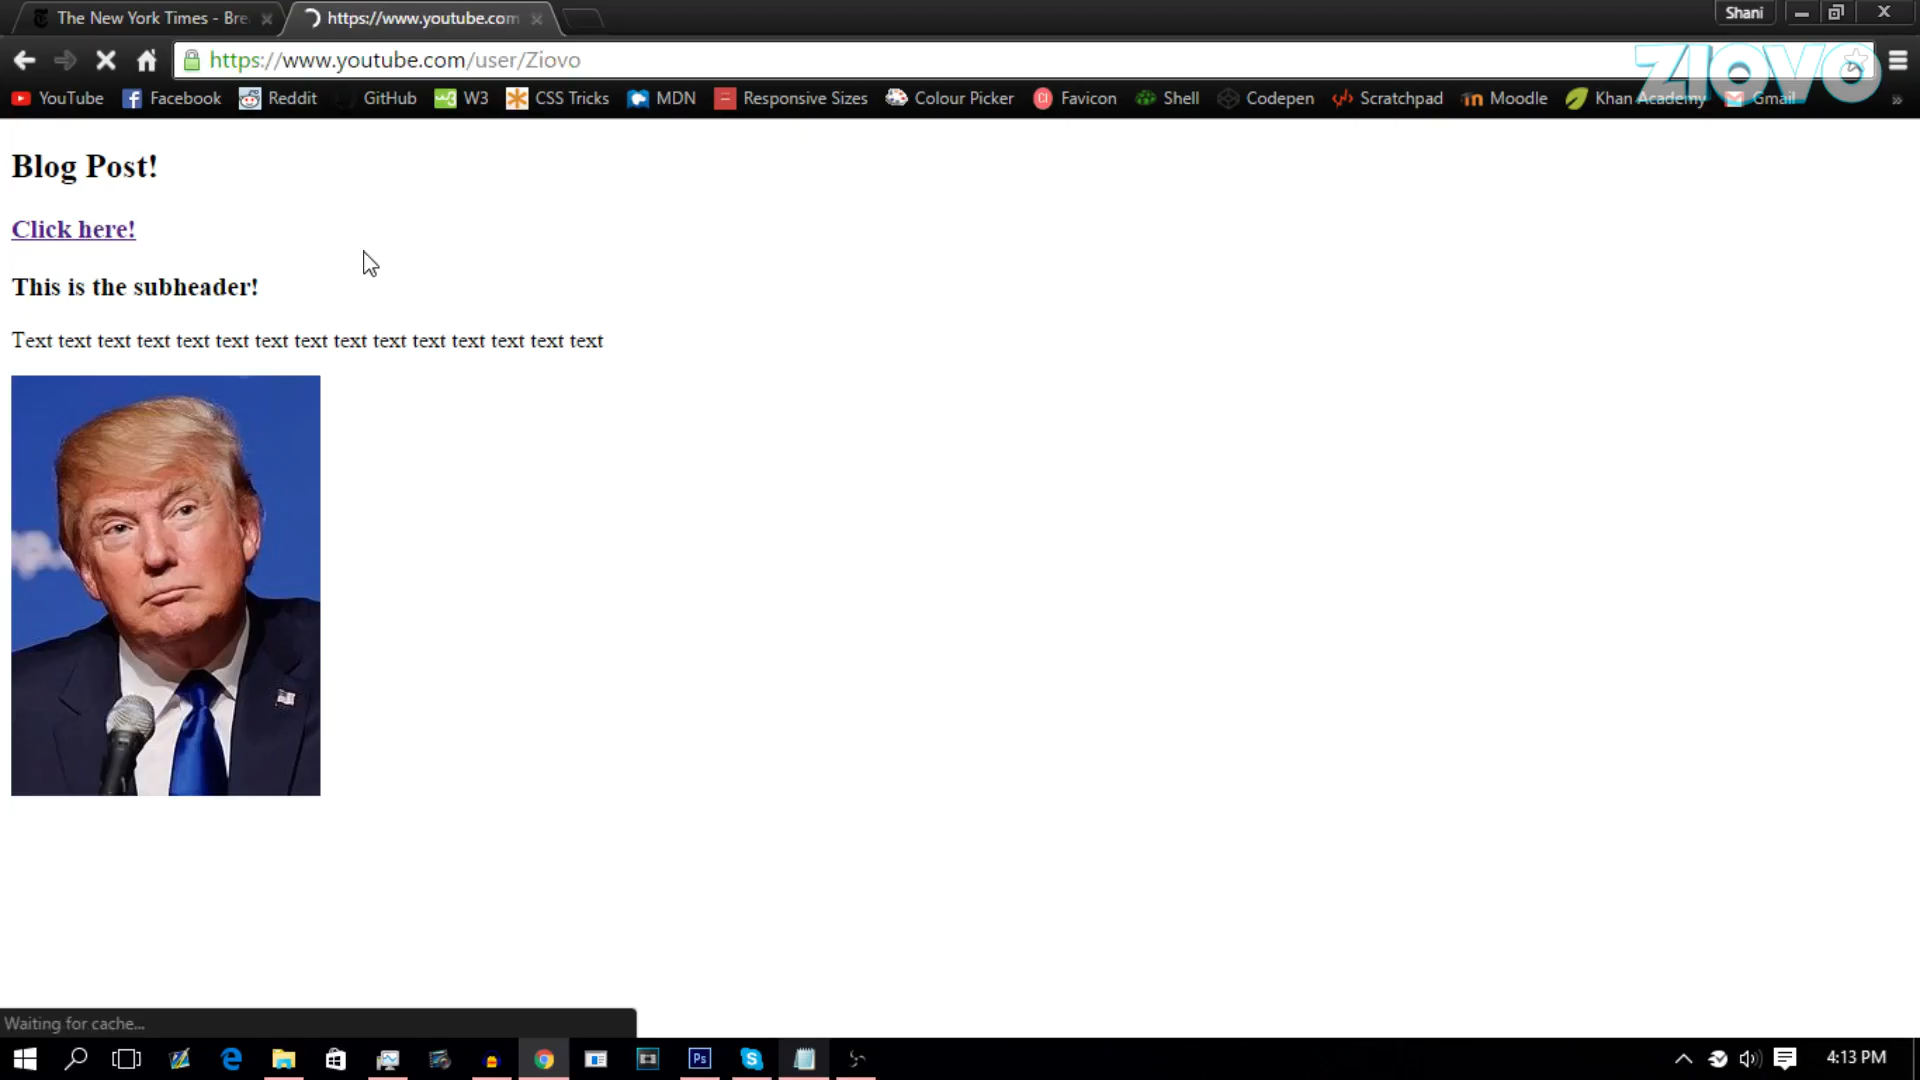 The New York Times - Bre
https://www.youtube.com
Shani
https://www.youtube.com/user/Ziovo
ZIOVO
YouTube
Facebook
Reddit
GitHub
W3
CSS Tricks
MDN
Responsive Sizes
Colour Picker
Favicon
Shell
Codepen
Scratchpad
Moodle
Khan Academy
Gmail
Blog Post!
Click here!
This is the subheader!
Text text text text text text text text text text text text text text text
Waiting for cache...
Ps
4:13 PM